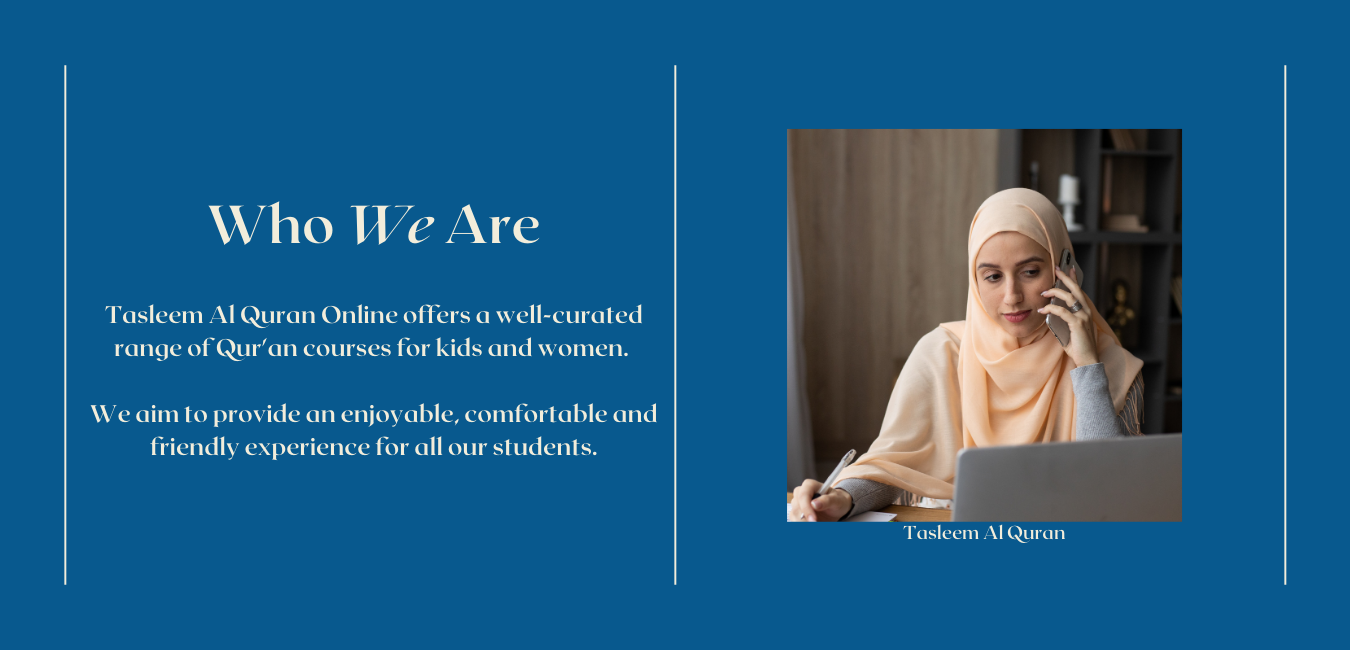 Who We Are
Tasleem Al Quran Online offers a well-curated
range of Qur'an courses for kids and women.
We aim to provide an enjoyable, comfortable and
friendly experience for all our students.
Tasleem Al Quran